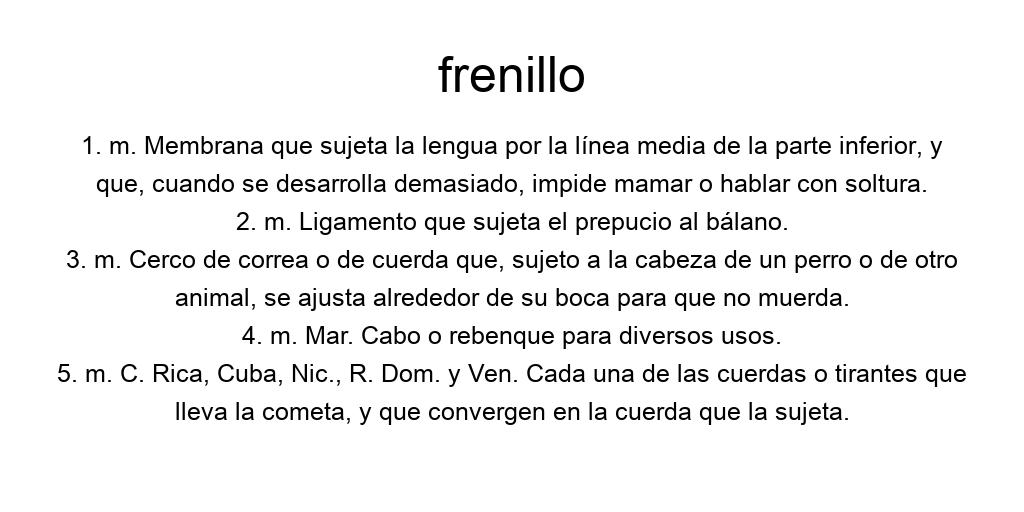 frenillo
1. m. Membrana que sujeta la lengua por la línea media de la parte inferior, y
que, cuando se desarrolla demasiado, impide mamar o hablar con soltura.
2. m. Ligamento que sujeta el prepucio al bálano.
3. m. Cerco de correa o de cuerda que, sujeto a la cabeza de un perro o de otro
animal, se ajusta alrededor de su boca para que no muerda.
4. m. Mar. Cabo o rebenque para diversos usos.
5. m. C. Rica, Cuba, Nic., R. Dom. y Ven. Cada una de las cuerdas o tirantes que
lleva la cometa, y que convergen en la cuerda que la sujeta.